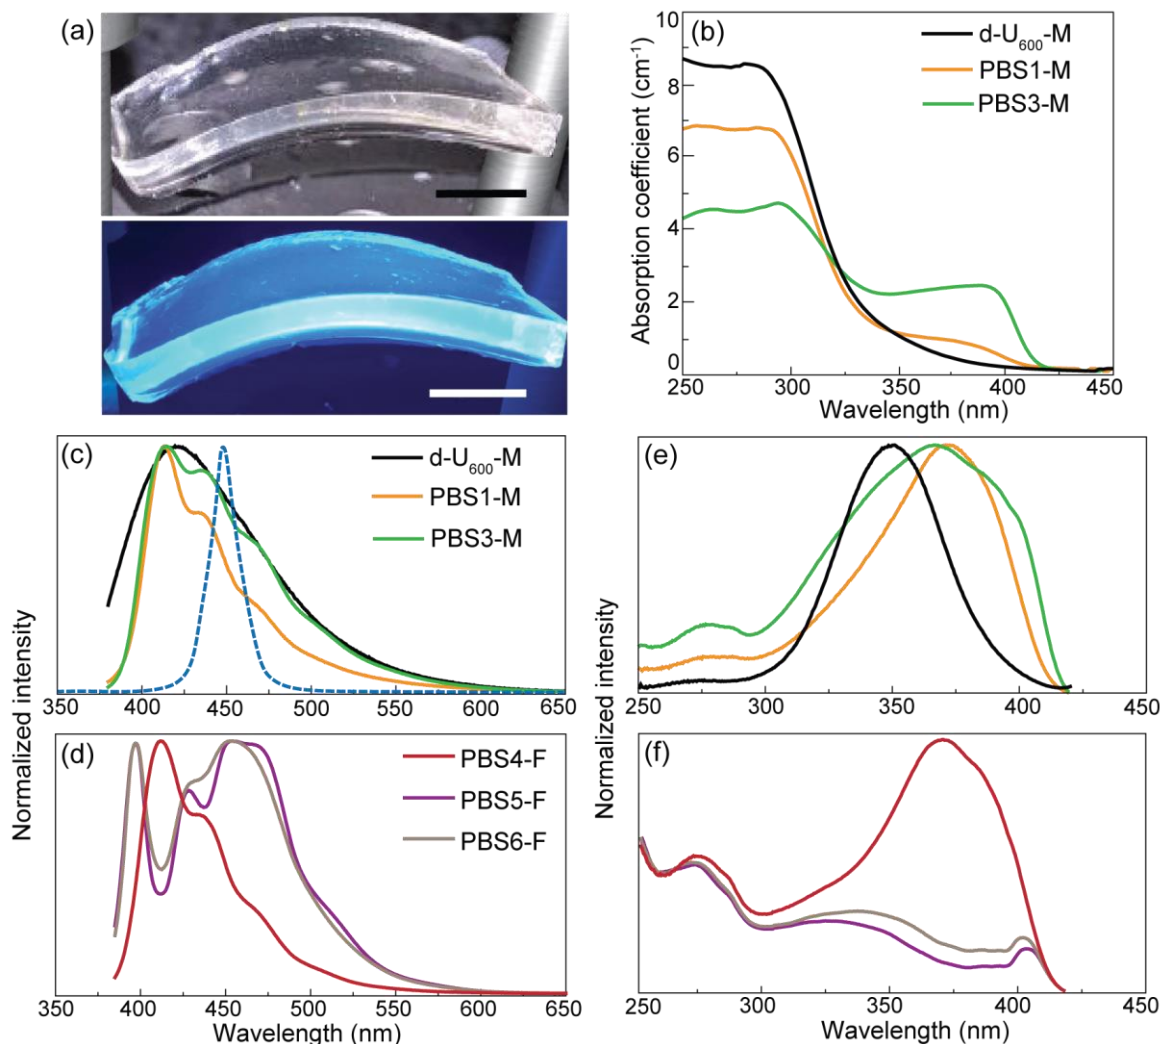 (a)
(b)
d-U600-M
PBS1-M
PBS3-M
Absorption coefficient (cm-1)
10
8
6
4
2
0
250 300 350 400 450
Wavelength (nm)
(c)
d-U600-M
PBS1-M
PBS3-M
350 400 450 500 550 600 650
(e)
250 300 350 400 450
Normalized intensity
Normalized intensity
(d)
PBS4-F
PBS5-F
PBS6-F
350 400 450 500 550 600 650
Wavelength (nm)
(f)
250 300 350 400 450
Wavelength (nm)